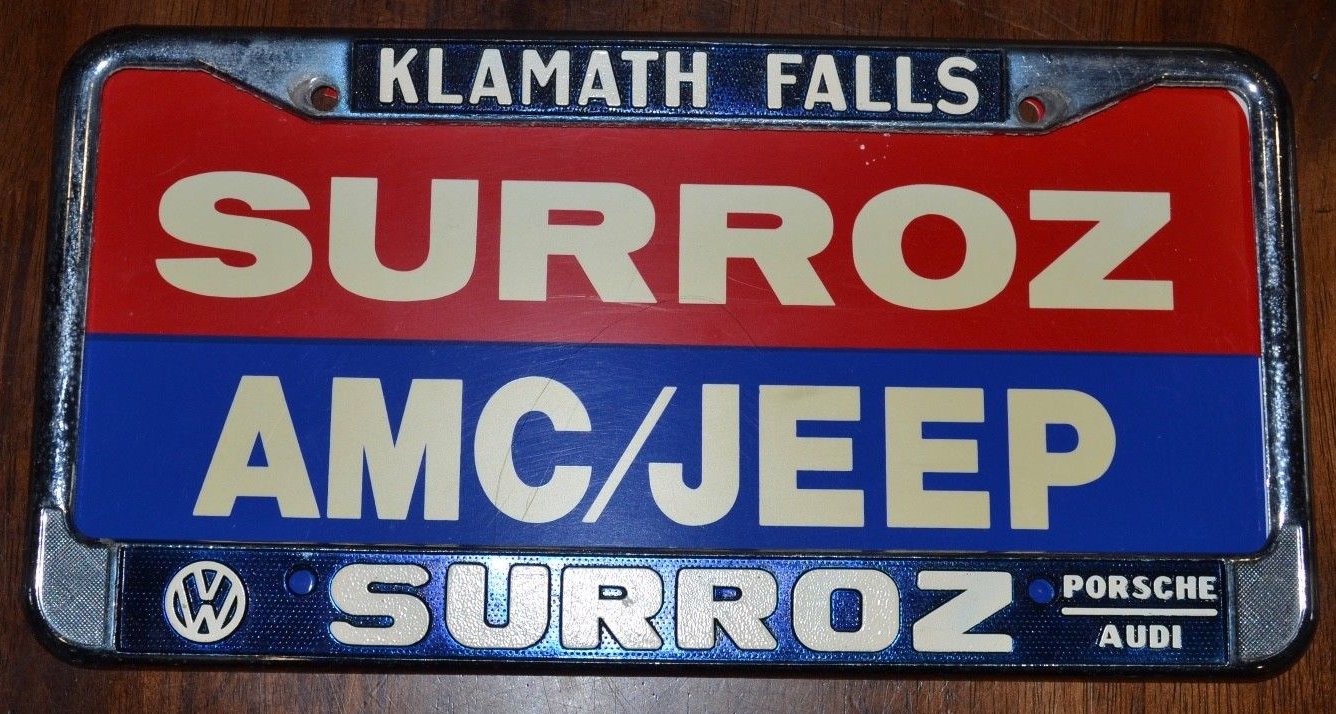 KLAMATH FALLS
SURROZ
AMC/JEEP
VW SURROZ PORSCHE
AUDI